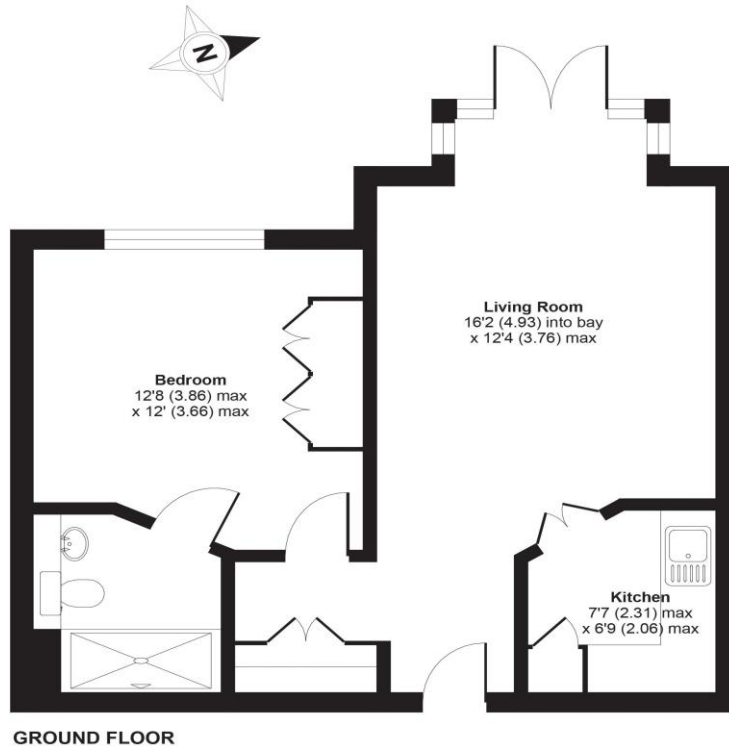 N
Living Room
16'2 (4.93) into bay
x 12'4 (3.76) max
Bedroom
12'8 (3.86) max
x 12' (3.66) max
Kitchen
7'7 (2.31) max
x 6'9 (2.06) max
GROUND FLOOR